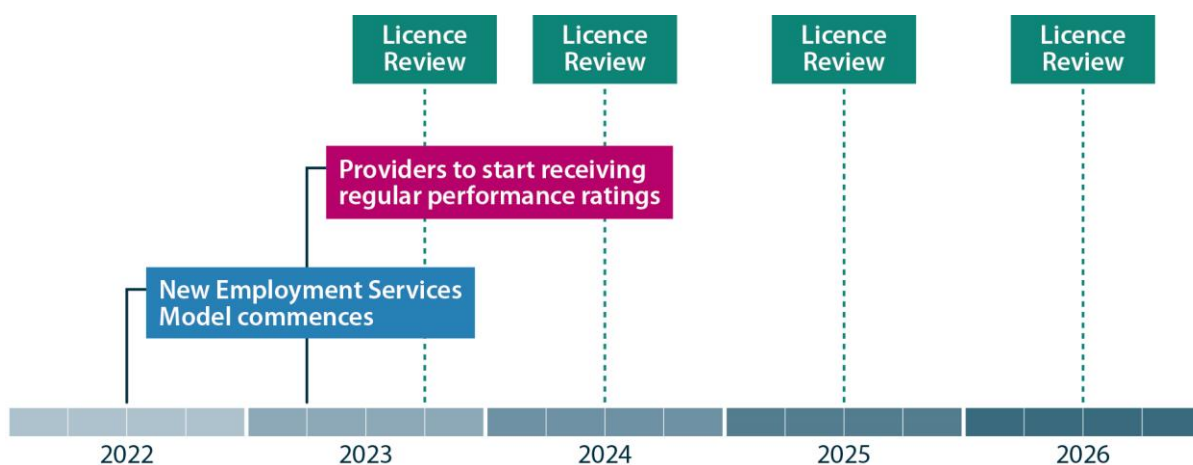 Licence
Review
Licence
Review
Licence
Review
Licence
Review
Providers to start receiving
regular performance ratings
New Employment Services
Model commences
2022
2023
2024
2025
2026